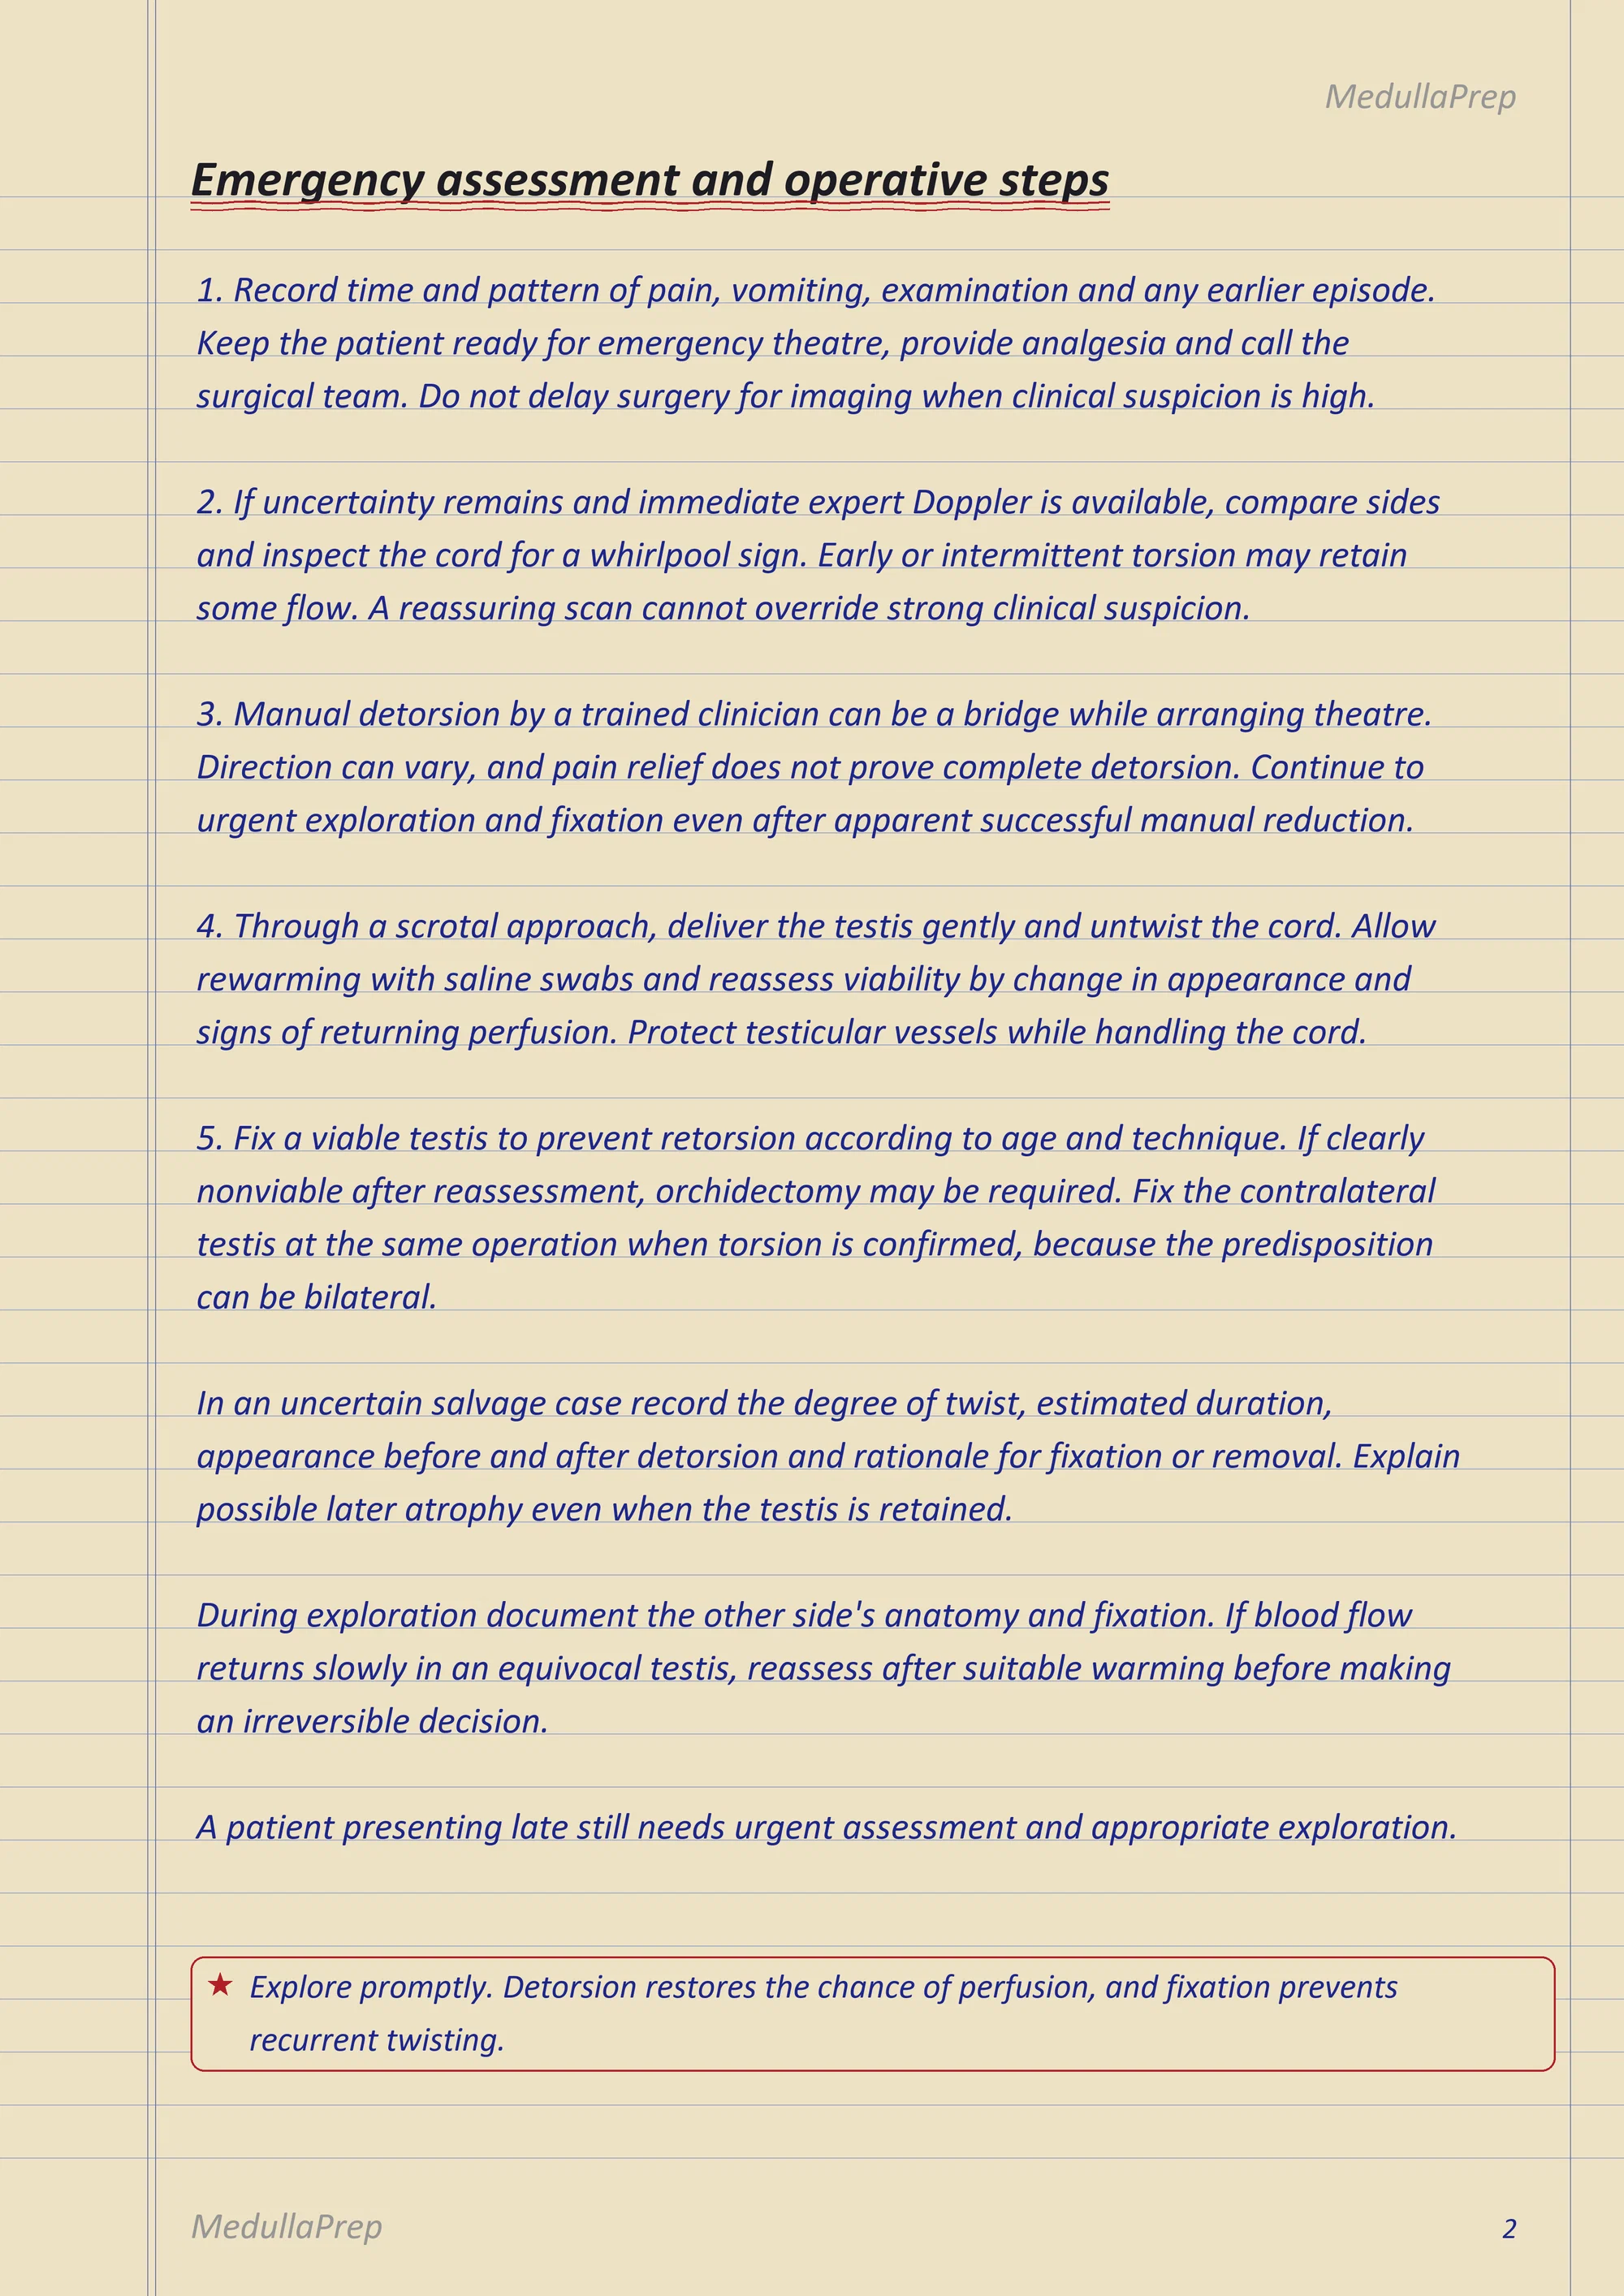 MedullaPrep
Emergency assessment and operative steps
1. Record time and pattern of pain, vomiting, examination and any earlier episode.
Keep the patient ready for emergency theatre, provide analgesia and call the
surgical team. Do not delay surgery for imaging when clinical suspicion is high.
2. If uncertainty remains and immediate expert Doppler is available, compare sides
and inspect the cord for a whirlpool sign. Early or intermittent torsion may retain
some flow. A reassuring scan cannot override strong clinical suspicion.
3. Manual detorsion by a trained clinician can be a bridge while arranging theatre.
Direction can vary, and pain relief does not prove complete detorsion. Continue to
urgent exploration and fixation even after apparent successful manual reduction.
4. Through a scrotal approach, deliver the testis gently and untwist the cord. Allow
rewarming with saline swabs and reassess viability by change in appearance and
signs of returning perfusion. Protect testicular vessels while handling the cord.
5. Fix a viable testis to prevent retorsion according to age and technique. If clearly
nonviable after reassessment, orchidectomy may be required. Fix the contralateral
testis at the same operation when torsion is confirmed, because the predisposition
can be bilateral.
In an uncertain salvage case record the degree of twist, estimated duration,
appearance before and after detorsion and rationale for fixation or removal. Explain
possible later atrophy even when the testis is retained.
During exploration document the other side's anatomy and fixation. If blood flow
returns slowly in an equivocal testis, reassess after suitable warming before making
an irreversible decision.
A patient presenting late still needs urgent assessment and appropriate exploration.
★ Explore promptly. Detorsion restores the chance of perfusion, and fixation prevents
recurrent twisting.
MedullaPrep
2